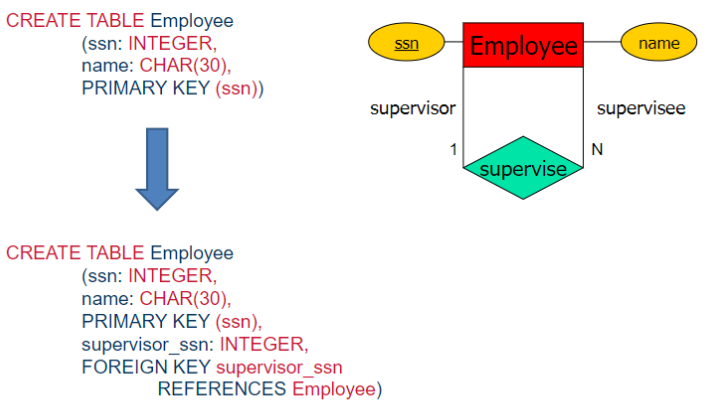 CREATE TABLE Employee
(ssn: INTEGER,
name: CHAR(30),
PRIMARY KEY (ssn))
ssn
Employee
name
supervisor
supervisee
1
N
supervise
CREATE TABLE Employee
(ssn: INTEGER,
name: CHAR(30),
PRIMARY KEY (ssn),
supervisor_ssn: INTEGER,
FOREIGN KEY supervisor_ssn
REFERENCES Employee)